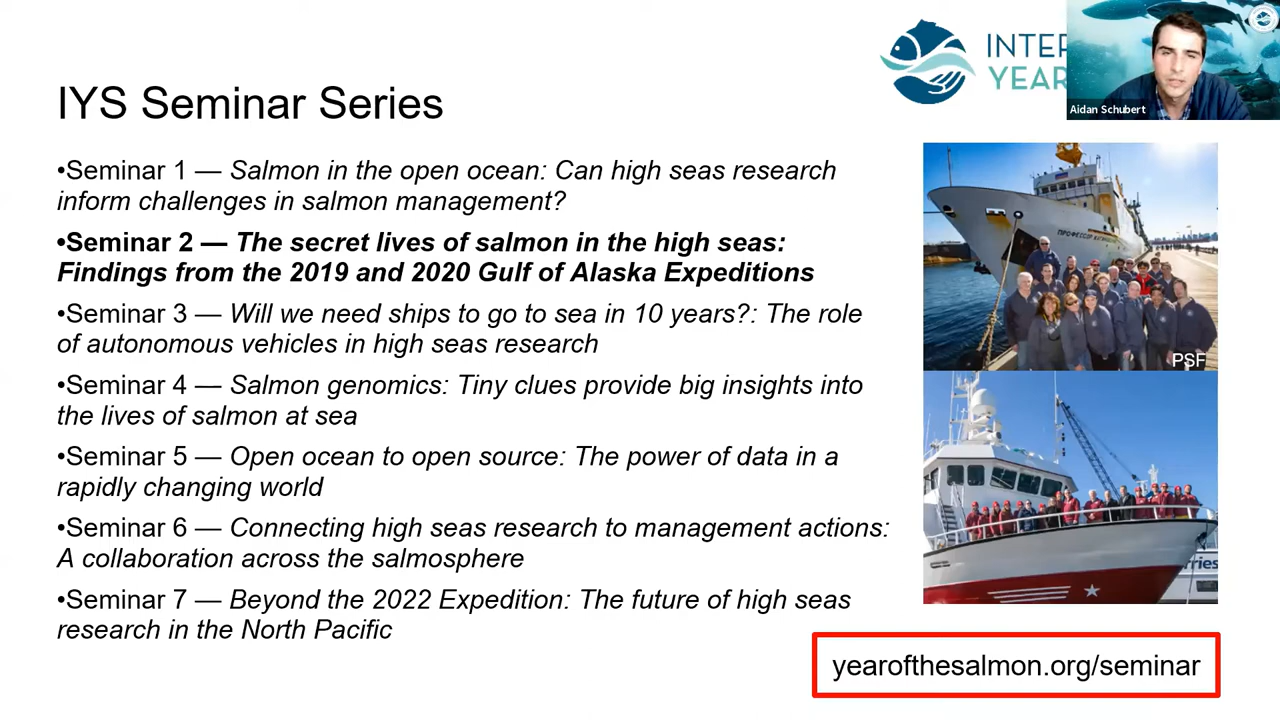 INTER
YEAR
Aidan Schubert
IYS Seminar Series
•Seminar 1 — Salmon in the open ocean: Can high seas research
inform challenges in salmon management?
•Seminar 2 — The secret lives of salmon in the high seas:
Findings from the 2019 and 2020 Gulf of Alaska Expeditions
•Seminar 3 — Will we need ships to go to sea in 10 years?: The role
of autonomous vehicles in high seas research
•Seminar 4 — Salmon genomics: Tiny clues provide big insights into
the lives of salmon at sea
•Seminar 5 — Open ocean to open source: The power of data in a
rapidly changing world
•Seminar 6 — Connecting high seas research to management actions:
A collaboration across the salmosphere
•Seminar 7 — Beyond the 2022 Expedition: The future of high seas
research in the North Pacific
PSF
yearofthesalmon.org/seminar